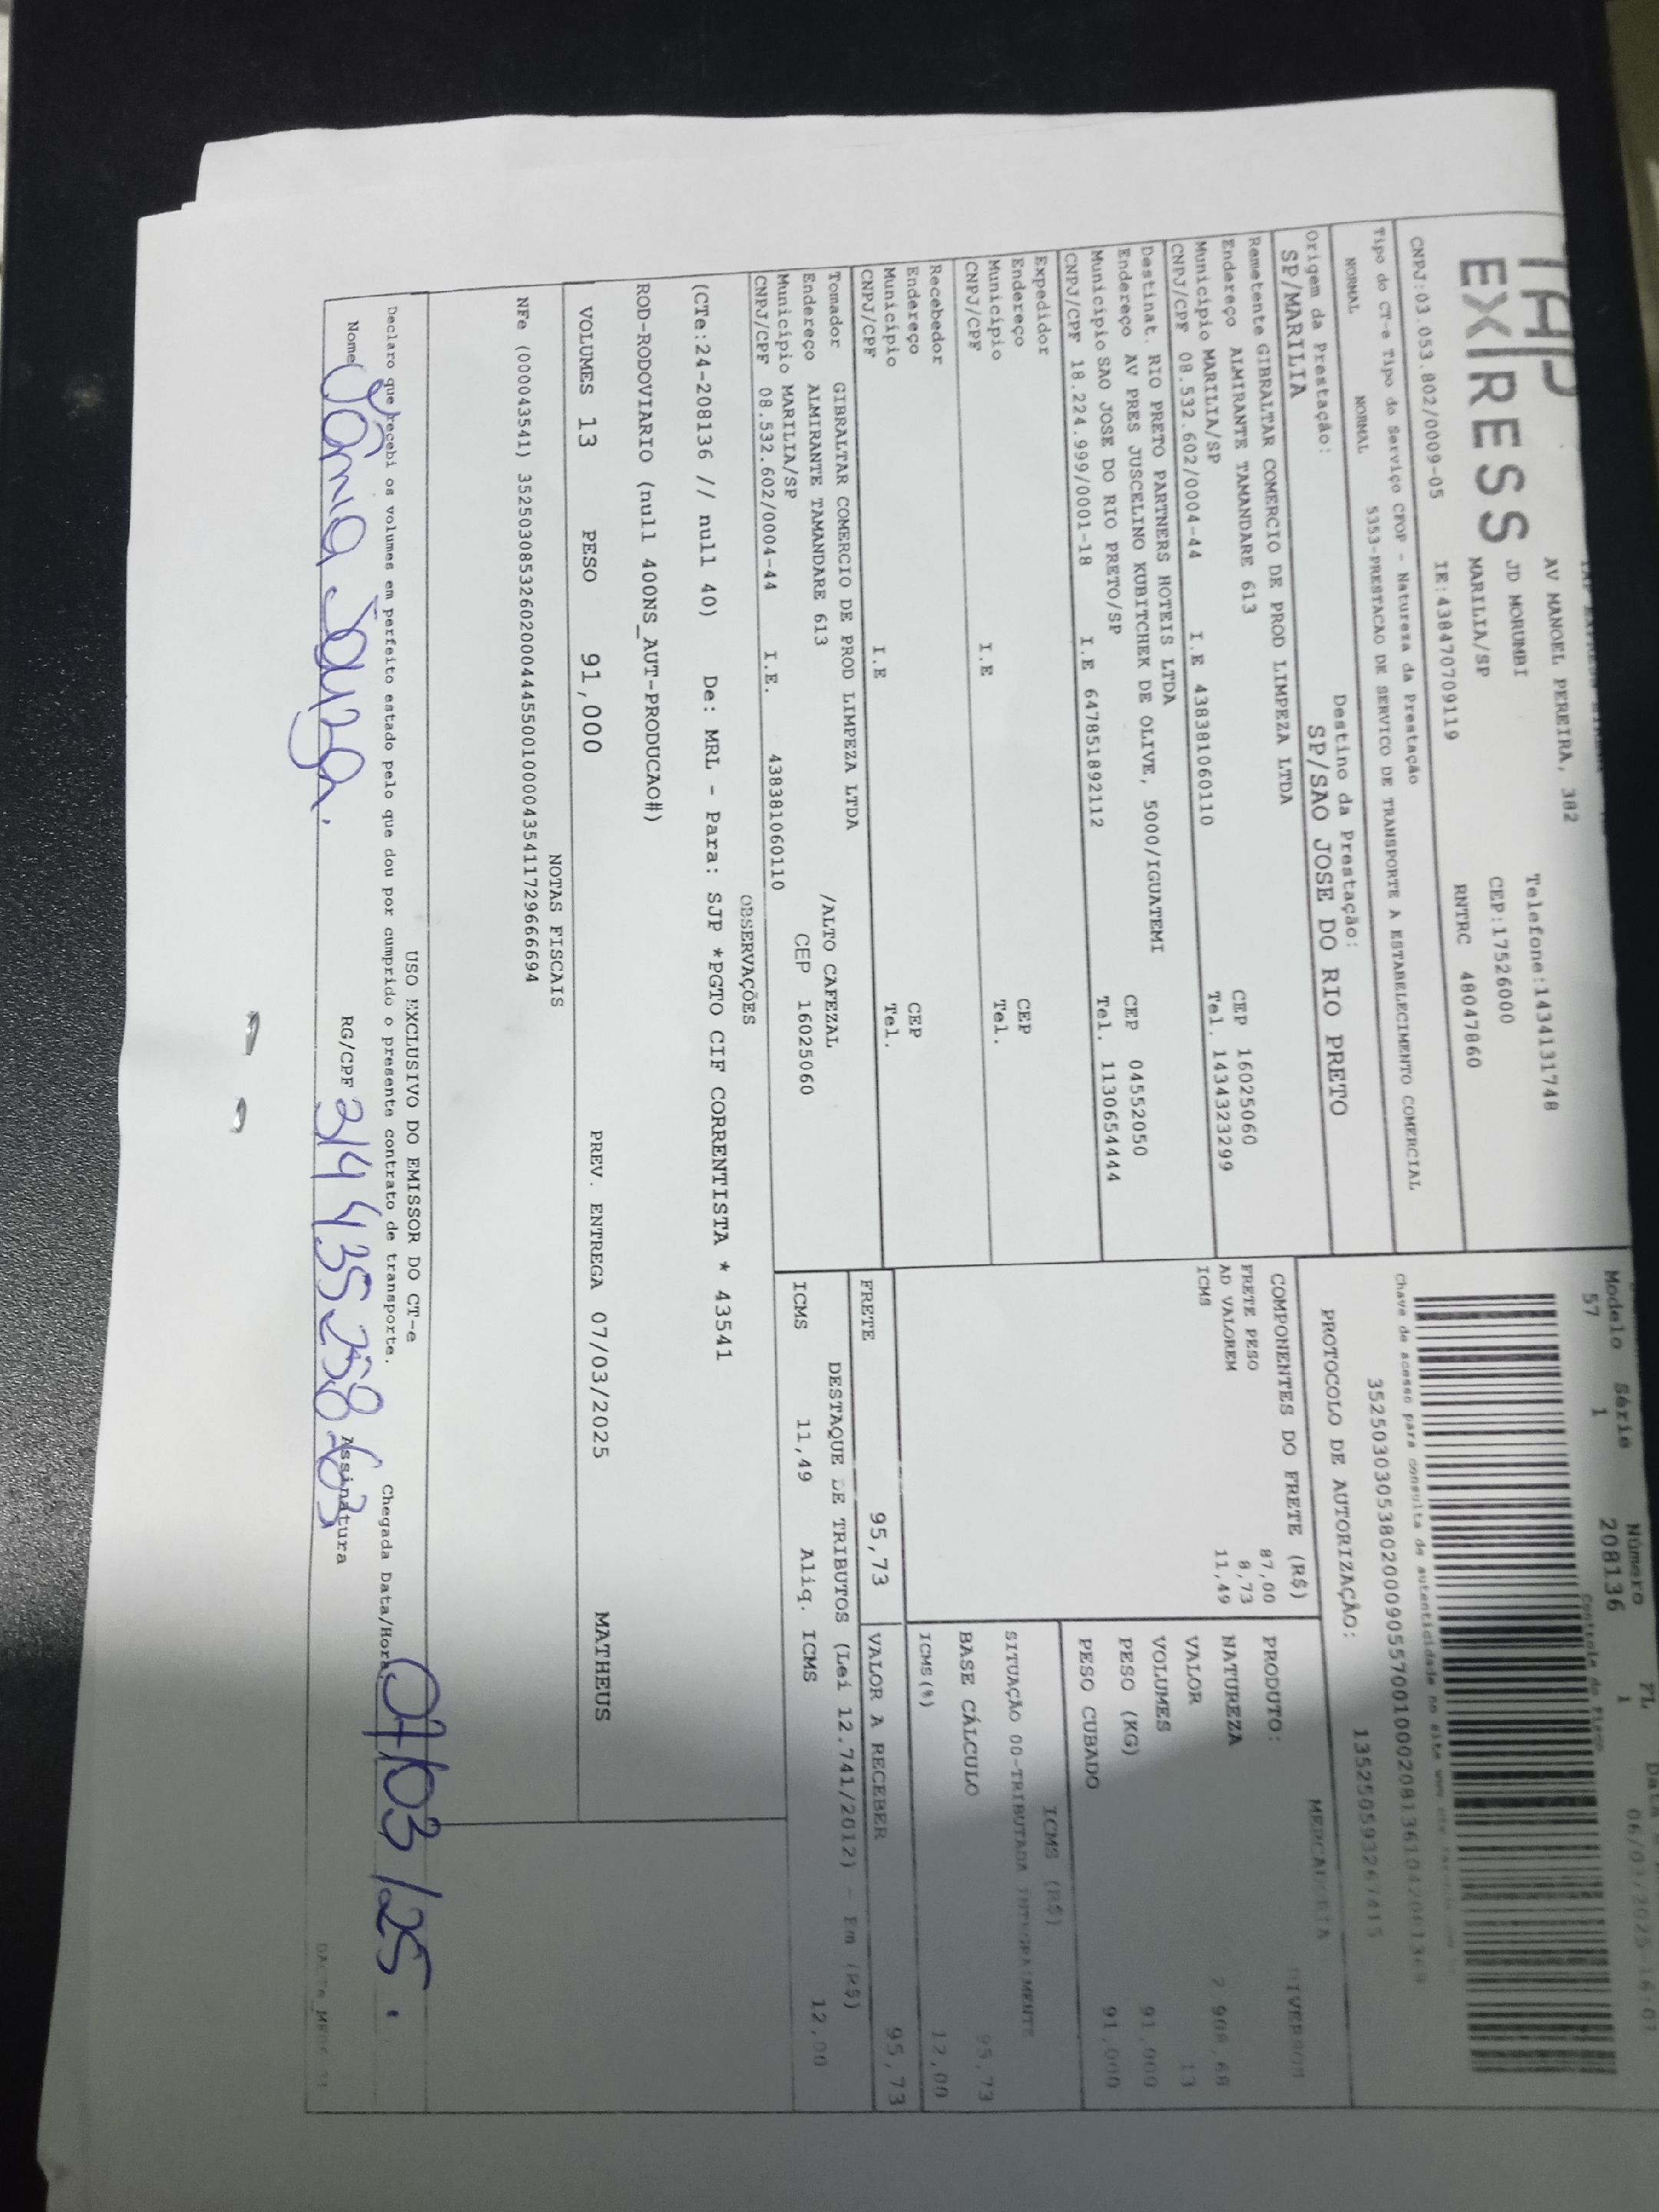 TAP
EXPRESS
AV MANOEL PEREIRA, 382
JD MORUMBI
MARILIA/SP
Telefone:1434131748
CEP:17526000
CNPJ:03.053.802/0009-05 IE:438470709119 RNTRC 48047860
Modelo Série Número FL
57 1 208136 1
06/03/2025-16:01
Controle do Fisco
Chave de acesso para consulta de autenticidade no site
PROTOCOLO DE AUTORIZAÇÃO:
Tipo do CT-e Tipo do Serviço CFOP - Natureza da Prestação
NORMAL NORMAL 5353-PRESTACAO DE SERVICO DE TRANSPORTE A ESTABELECIMENTO COMERCIAL
Origem da Prestação: Destino da Prestação:
SP/MARILIA SP/SAO JOSE DO RIO PRETO
Remetente GIBRALTAR COMERCIO DE PROD LIMPEZA LTDA
Endereço ALMIRANTE TAMANDARE 613 CEP 16025060
Município MARILIA/SP Tel. 1434323299
CNPJ/CPF 08.532.602/0004-44 I.E 438381060110
Destinat. RIO PRETO PARTNERS HOTEIS LTDA
Endereço AV PRES JUSCELINO KUBITCHEK DE OLIVE, 5000/IGUATEMI CEP 04552050
Município SAO JOSE DO RIO PRETO/SP Tel. 1130654444
CNPJ/CPF 18.224.999/0001-18 I.E 647851892112
Expedidor
Endereço CEP
Município Tel.
CNPJ/CPF I.E
Recebedor
Endereço CEP
Município Tel.
CNPJ/CPF I.E
Tomador GIBRALTAR COMERCIO DE PROD LIMPEZA LTDA
Endereço ALMIRANTE TAMANDARE 613 /ALTO CAFEZAL
Município MARILIA/SP CEP 16025060
CNPJ/CPF 08.532.602/0004-44 I.E. 438381060110
COMPONENTES DO FRETE (R$)
FRETE PESO 87,00
AD VALOREM 8,73
ICMS 11,49
MERCADORIA
PRODUTO: DIVERSOS
NATUREZA
VALOR 7.908,68
VOLUMES 13
PESO (KG) 91,000
PESO CUBADO 91,000
ICMS (R$)
SITUAÇÃO 00-TRIBUTADA INTEGRALMENTE
BASE CÁLCULO 95,73
ICMS(%) 12,00
FRETE 95,73 VALOR A RECEBER 95,73
DESTAQUE DE TRIBUTOS (Lei 12.741/2012) - Em (R$)
ICMS 11,49 Aliq. ICMS 12,00
OBSERVAÇÕES
(CTe:24-208136 // null 40) De: MRL - Para: SJP *PGTO CIF CORRENTISTA * 43541
ROD-RODOVIARIO (null 400NS_AUT-PRODUCAO#)
VOLUMES 13 PESO 91,000 PREV. ENTREGA 07/03/2025 MATHEUS
NOTAS FISCAIS
NFe (000043541) 35250308532602000444550010000435411729666694
USO EXCLUSIVO DO EMISSOR DO CT-e
Declaro que recebi os volumes em perfeito estado pelo que dou por cumprido o presente contrato de transporte. Chegada Data/Hora 07/03/25
Nome Sônia Souza. RG/CPF 214435258603 Assinatura